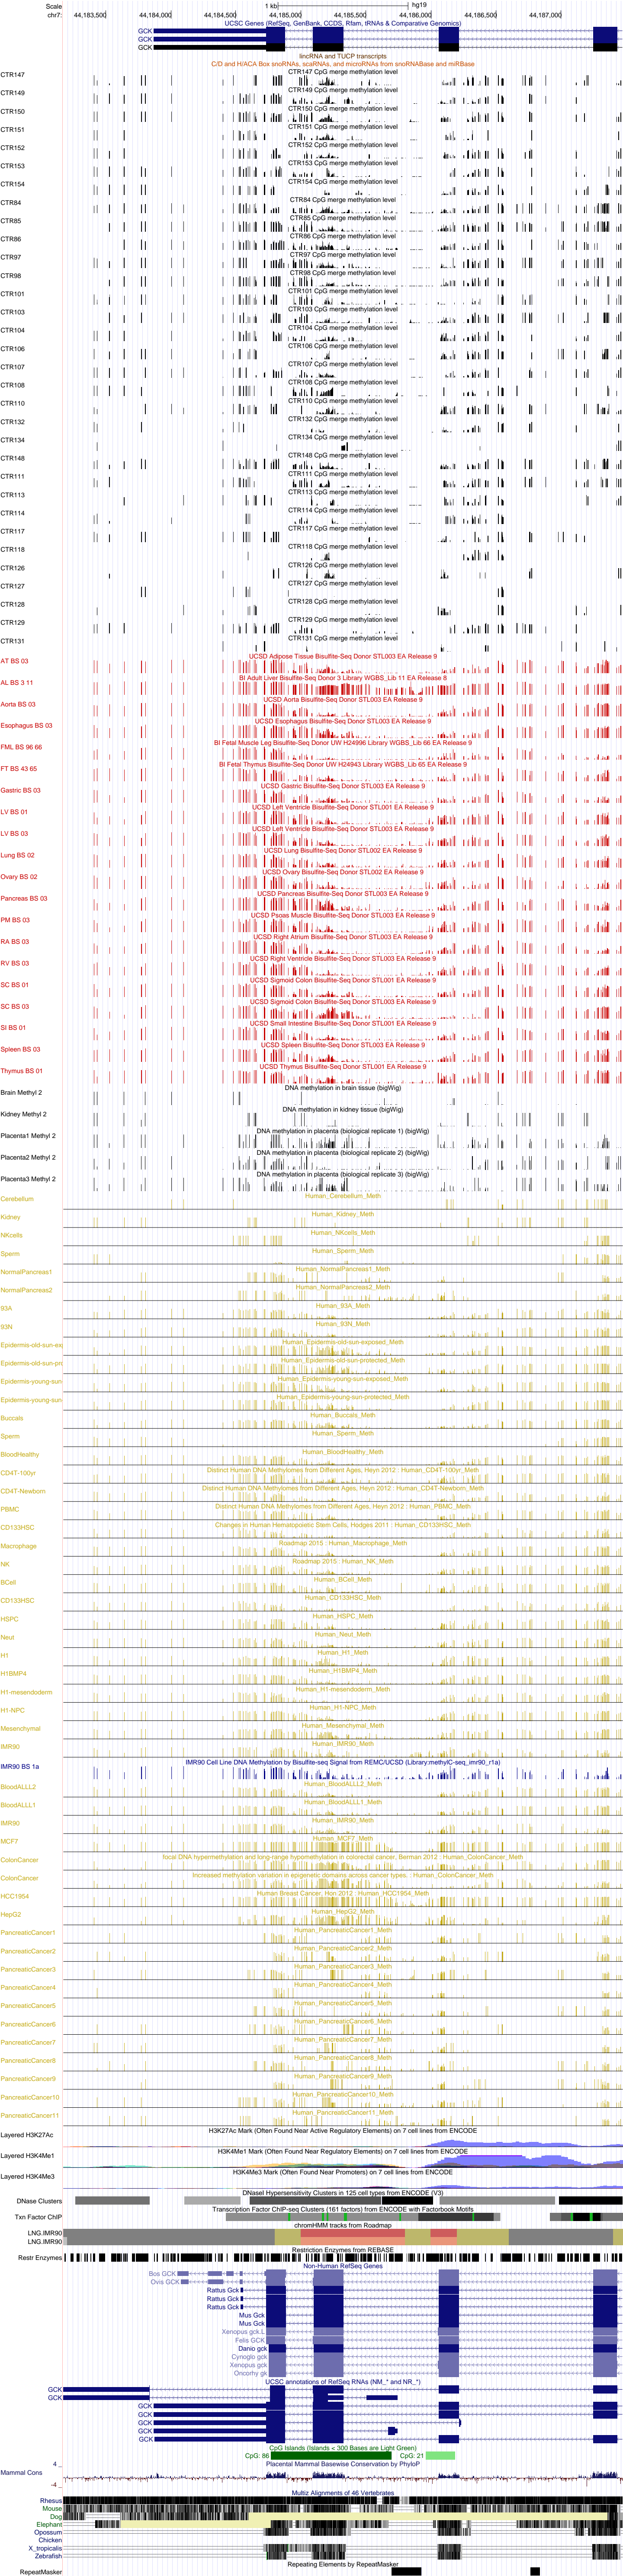 Scale 1 kb hg19
chr7: 44,183,500 44,184,000 44,184,500 44,185,000 44,185,500 44,186,000 44,186,500 44,187,000
UCSC Genes (RefSeq, GenBank, CCDS, Rfam, tRNAs & Comparative Genomics)
GCK
GCK
GCK
lincRNA and TUCP transcripts
C/D and H/ACA Box snoRNAs, scaRNAs, and microRNAs from snoRNABase and miRBase
CTR147 CTR147 CpG merge methylation level
CTR149 CTR149 CpG merge methylation level
CTR150 CTR150 CpG merge methylation level
CTR151 CTR151 CpG merge methylation level
CTR152 CTR152 CpG merge methylation level
CTR153 CTR153 CpG merge methylation level
CTR154 CTR154 CpG merge methylation level
CTR84 CTR84 CpG merge methylation level
CTR85 CTR85 CpG merge methylation level
CTR86 CTR86 CpG merge methylation level
CTR97 CTR97 CpG merge methylation level
CTR98 CTR98 CpG merge methylation level
CTR101 CTR101 CpG merge methylation level
CTR103 CTR103 CpG merge methylation level
CTR104 CTR104 CpG merge methylation level
CTR106 CTR106 CpG merge methylation level
CTR107 CTR107 CpG merge methylation level
CTR108 CTR108 CpG merge methylation level
CTR110 CTR110 CpG merge methylation level
CTR132 CTR132 CpG merge methylation level
CTR134 CTR134 CpG merge methylation level
CTR148 CTR148 CpG merge methylation level
CTR111 CTR111 CpG merge methylation level
CTR113 CTR113 CpG merge methylation level
CTR114 CTR114 CpG merge methylation level
CTR117 CTR117 CpG merge methylation level
CTR118 CTR118 CpG merge methylation level
CTR126 CTR126 CpG merge methylation level
CTR127 CTR127 CpG merge methylation level
CTR128 CTR128 CpG merge methylation level
CTR129 CTR129 CpG merge methylation level
CTR131 CTR131 CpG merge methylation level
AT BS 03 UCSD Adipose Tissue Bisulfite-Seq Donor STL003 EA Release 9
AL BS 3 11 BI Adult Liver Bisulfite-Seq Donor 3 Library WGBS_Lib 11 EA Release 8
Aorta BS 03 UCSD Aorta Bisulfite-Seq Donor STL003 EA Release 9
Esophagus BS 03 UCSD Esophagus Bisulfite-Seq Donor STL003 EA Release 9
FML BS 96 66 BI Fetal Muscle Leg Bisulfite-Seq Donor UW H24996 Library WGBS_Lib 66 EA Release 9
FT BS 43 65 BI Fetal Thymus Bisulfite-Seq Donor UW H24943 Library WGBS_Lib 65 EA Release 9
Gastric BS 03 UCSD Gastric Bisulfite-Seq Donor STL003 EA Release 9
LV BS 01 UCSD Left Ventricle Bisulfite-Seq Donor STL001 EA Release 9
LV BS 03 UCSD Left Ventricle Bisulfite-Seq Donor STL003 EA Release 9
Lung BS 02 UCSD Lung Bisulfite-Seq Donor STL002 EA Release 9
Ovary BS 02 UCSD Ovary Bisulfite-Seq Donor STL002 EA Release 9
Pancreas BS 03 UCSD Pancreas Bisulfite-Seq Donor STL003 EA Release 9
PM BS 03 UCSD Psoas Muscle Bisulfite-Seq Donor STL003 EA Release 9
RA BS 03 UCSD Right Atrium Bisulfite-Seq Donor STL003 EA Release 9
RV BS 03 UCSD Right Ventricle Bisulfite-Seq Donor STL003 EA Release 9
SC BS 01 UCSD Sigmoid Colon Bisulfite-Seq Donor STL001 EA Release 9
SC BS 03 UCSD Sigmoid Colon Bisulfite-Seq Donor STL003 EA Release 9
SI BS 01 UCSD Small Intestine Bisulfite-Seq Donor STL001 EA Release 9
Spleen BS 03 UCSD Spleen Bisulfite-Seq Donor STL003 EA Release 9
Thymus BS 01 UCSD Thymus Bisulfite-Seq Donor STL001 EA Release 9
Brain Methyl 2 DNA methylation in brain tissue (bigWig)
Kidney Methyl 2 DNA methylation in kidney tissue (bigWig)
Placenta1 Methyl 2 DNA methylation in placenta (biological replicate 1) (bigWig)
Placenta2 Methyl 2 DNA methylation in placenta (biological replicate 2) (bigWig)
Placenta3 Methyl 2 DNA methylation in placenta (biological replicate 3) (bigWig)
Cerebellum Human_Cerebellum_Meth
Kidney Human_Kidney_Meth
NKcells Human_NKcells_Meth
Sperm Human_Sperm_Meth
NormalPancreas1 Human_NormalPancreas1_Meth
NormalPancreas2 Human_NormalPancreas2_Meth
93A Human_93A_Meth
93N Human_93N_Meth
Epidermis-old-sun-ex Human_Epidermis-old-sun-exposed_Meth
Epidermis-old-sun-pro Human_Epidermis-old-sun-protected_Meth
Epidermis-young-sun- Human_Epidermis-young-sun-exposed_Meth
Epidermis-young-sun- Human_Epidermis-young-sun-protected_Meth
Buccals Human_Buccals_Meth
Sperm Human_Sperm_Meth
BloodHealthy Human_BloodHealthy_Meth
CD4T-100yr Distinct Human DNA Methylomes from Different Ages, Heyn 2012 : Human_CD4T-100yr_Meth
CD4T-Newborn Distinct Human DNA Methylomes from Different Ages, Heyn 2012 : Human_CD4T-Newborn_Meth
PBMC Distinct Human DNA Methylomes from Different Ages, Heyn 2012 : Human_PBMC_Meth
CD133HSC Changes in Human Hematopoietic Stem Cells, Hodges 2011 : Human_CD133HSC_Meth
Macrophage Roadmap 2015 : Human_Macrophage_Meth
NK Roadmap 2015 : Human_NK_Meth
BCell Human_BCell_Meth
CD133HSC Human_CD133HSC_Meth
HSPC Human_HSPC_Meth
Neut Human_Neut_Meth
H1 Human_H1_Meth
H1BMP4 Human_H1BMP4_Meth
H1-mesendoderm Human_H1-mesendoderm_Meth
H1-NPC Human_H1-NPC_Meth
Mesenchymal Human_Mesenchymal_Meth
IMR90 Human_IMR90_Meth
IMR90 BS 1a IMR90 Cell Line DNA Methylation by Bisulfite-seq Signal from REMC/UCSD (Library:methylC-seq_imr90_r1a)
BloodALLL2 Human_BloodALLL2_Meth
BloodALLL1 Human_BloodALLL1_Meth
IMR90 Human_IMR90_Meth
MCF7 Human_MCF7_Meth
ColonCancer focal DNA hypermethylation and long-range hypomethylation in colorectal cancer, Berman 2012 : Human_ColonCancer_Meth
ColonCancer Increased methylation variation in epigenetic domains across cancer types. : Human_ColonCancer_Meth
HCC1954 Human Breast Cancer, Hon 2012 : Human_HCC1954_Meth
HepG2 Human_HepG2_Meth
PancreaticCancer1 Human_PancreaticCancer1_Meth
PancreaticCancer2 Human_PancreaticCancer2_Meth
PancreaticCancer3 Human_PancreaticCancer3_Meth
PancreaticCancer4 Human_PancreaticCancer4_Meth
PancreaticCancer5 Human_PancreaticCancer5_Meth
PancreaticCancer6 Human_PancreaticCancer6_Meth
PancreaticCancer7 Human_PancreaticCancer7_Meth
PancreaticCancer8 Human_PancreaticCancer8_Meth
PancreaticCancer9 Human_PancreaticCancer9_Meth
PancreaticCancer10 Human_PancreaticCancer10_Meth
PancreaticCancer11 Human_PancreaticCancer11_Meth
Layered H3K27Ac H3K27Ac Mark (Often Found Near Active Regulatory Elements) on 7 cell lines from ENCODE
Layered H3K4Me1 H3K4Me1 Mark (Often Found Near Regulatory Elements) on 7 cell lines from ENCODE
Layered H3K4Me3 H3K4Me3 Mark (Often Found Near Promoters) on 7 cell lines from ENCODE
DNaseI Hypersensitivity Clusters in 125 cell types from ENCODE (V3)
DNase Clusters
Transcription Factor ChIP-seq Clusters (161 factors) from ENCODE with Factorbook Motifs
Txn Factor ChIP
chromHMM tracks from Roadmap
LNG.IMR90
LNG.IMR90
Restriction Enzymes from REBASE
Restr Enzymes
Non-Human RefSeq Genes
Bos GCK
Ovis GCK
Rattus Gck
Rattus Gck
Rattus Gck
Mus Gck
Mus Gck
Xenopus gck.L
Felis GCK
Danio gck
Cynoglo gck
Xenopus gck
Oncorhy gk
UCSC annotations of RefSeq RNAs (NM_* and NR_*)
GCK
GCK
GCK
GCK
GCK
GCK
GCK
CpG Islands (Islands < 300 Bases are Light Green)
CpG: 86 CpG: 21
Placental Mammal Basewise Conservation by PhyloP
4 _
Mammal Cons
-4 _
Multiz Alignments of 46 Vertebrates
Rhesus
Mouse
Dog
Elephant
Opossum
Chicken
X_tropicalis
Zebrafish
Repeating Elements by RepeatMasker
RepeatMasker